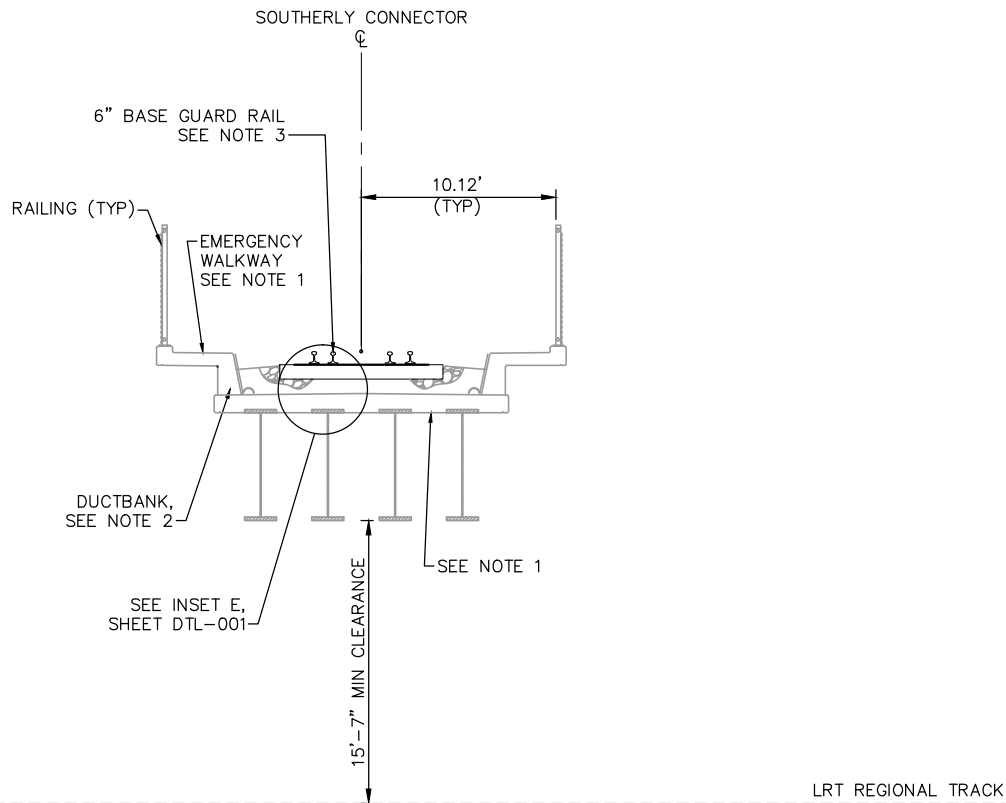 SOUTHERLY CONNECTOR
℄
6" BASE GUARD RAIL
SEE NOTE 3
10.12'
(TYP)
RAILING (TYP)
EMERGENCY
WALKWAY
SEE NOTE 1
DUCTBANK,
SEE NOTE 2
SEE NOTE 1
SEE INSET E,
SHEET DTL-001
15'-7" MIN CLEARANCE
LRT REGIONAL TRACK